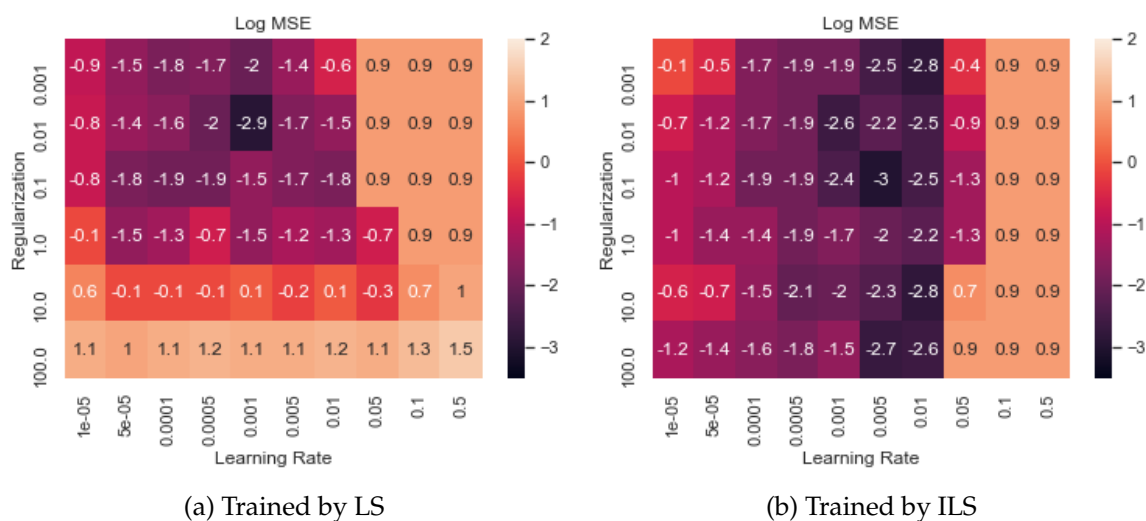 Log MSE
-0.9 -1.5 -1.8 -1.7 -2 -1.4 -0.6 0.9 0.9 0.9
-0.8 -1.4 -1.6 -2 -2.9 -1.7 -1.5 0.9 0.9 0.9
-0.8 -1.8 -1.9 -1.9 -1.5 -1.7 -1.8 0.9 0.9 0.9
-0.1 -1.5 -1.3 -0.7 -1.5 -1.2 -1.3 -0.7 0.9 0.9
0.6 -0.1 -0.1 -0.1 0.1 -0.2 0.1 -0.3 0.7 1
1.1 1 1.1 1.2 1.1 1.1 1.2 1.1 1.3 1.5
Regularization
0.001
0.01
0.1
1.0
10.0
100.0
1e-05 5e-05 0.0001 0.0005 0.001 0.005 0.01 0.05 0.1 0.5
Learning Rate
2
1
0
−1
−2
−3
(a) Trained by LS
Log MSE
-0.1 -0.5 -1.7 -1.9 -1.9 -2.5 -2.8 -0.4 0.9 0.9
-0.7 -1.2 -1.7 -1.9 -2.6 -2.2 -2.5 -0.9 0.9 0.9
-1 -1.2 -1.9 -1.9 -2.4 -3 -2.5 -1.3 0.9 0.9
-1 -1.4 -1.4 -1.9 -1.7 -2 -2.2 -1.3 0.9 0.9
-0.6 -0.7 -1.5 -2.1 -2 -2.3 -2.8 0.7 0.9 0.9
-1.2 -1.4 -1.6 -1.8 -1.5 -2.7 -2.6 0.9 0.9 0.9
Regularization
0.001
0.01
0.1
1.0
10.0
100.0
1e-05 5e-05 0.0001 0.0005 0.001 0.005 0.01 0.05 0.1 0.5
Learning Rate
2
1
0
−1
−2
−3
(b) Trained by ILS